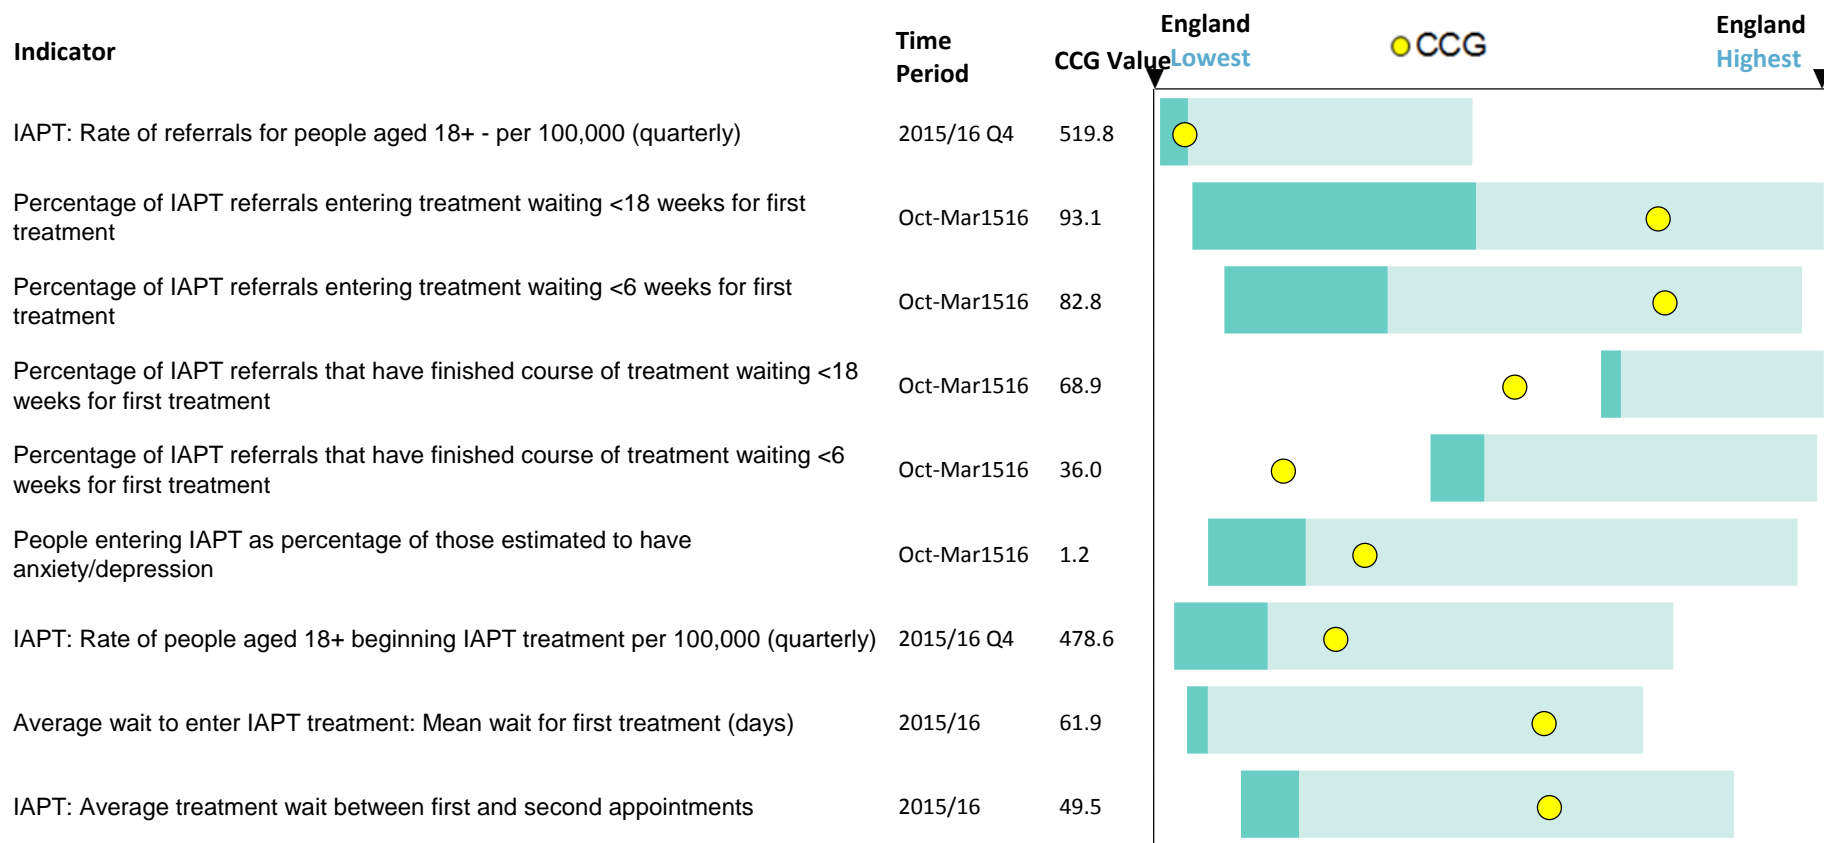 Indicator
Time
Period
CCG Value
England
Lowest
CCG
England
Highest
IAPT: Rate of referrals for people aged 18+ - per 100,000 (quarterly) 2015/16 Q4 519.8
Percentage of IAPT referrals entering treatment waiting <18 weeks for first
treatment
Oct-Mar1516 93.1
Percentage of IAPT referrals entering treatment waiting <6 weeks for first
treatment
Oct-Mar1516 82.8
Percentage of IAPT referrals that have finished course of treatment waiting <18
weeks for first treatment
Oct-Mar1516 68.9
Percentage of IAPT referrals that have finished course of treatment waiting <6
weeks for first treatment
Oct-Mar1516 36.0
People entering IAPT as percentage of those estimated to have
anxiety/depression
Oct-Mar1516 1.2
IAPT: Rate of people aged 18+ beginning IAPT treatment per 100,000 (quarterly) 2015/16 Q4 478.6
Average wait to enter IAPT treatment: Mean wait for first treatment (days) 2015/16 61.9
IAPT: Average treatment wait between first and second appointments 2015/16 49.5